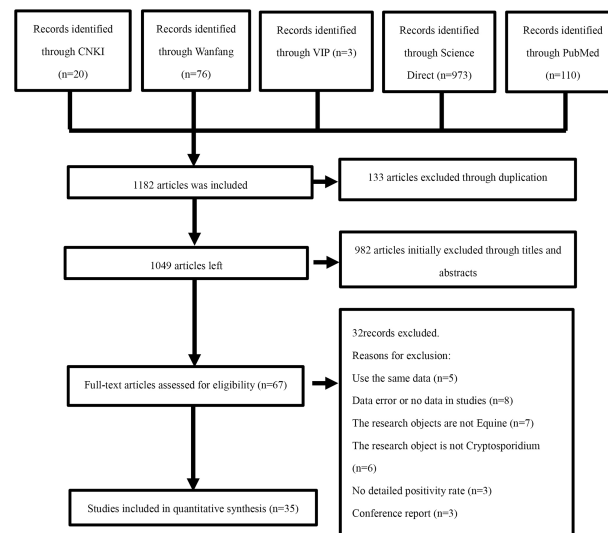 Records identified
through CNKI
(n=20)
Records identified
through Wanfang
(n=76)
Records identified
through VIP (n=3)
Records identified
through Science
Direct (n=973)
Records identified
through PubMed
(n=110)
1182 articles was included
133 articles excluded through duplication
1049 articles left
982 articles initially excluded through titles and
abstracts
Full-text articles assessed for eligibility (n=67)
32records excluded.
Reasons for exclusion:
Use the same data (n=5)
Data error or no data in studies (n=8)
The research objects are not Equine (n=7)
The research object is not Cryptosporidium
(n=6)
No detailed positivity rate (n=3)
Conference report (n=3)
Studies included in quantitative synthesis (n=35)